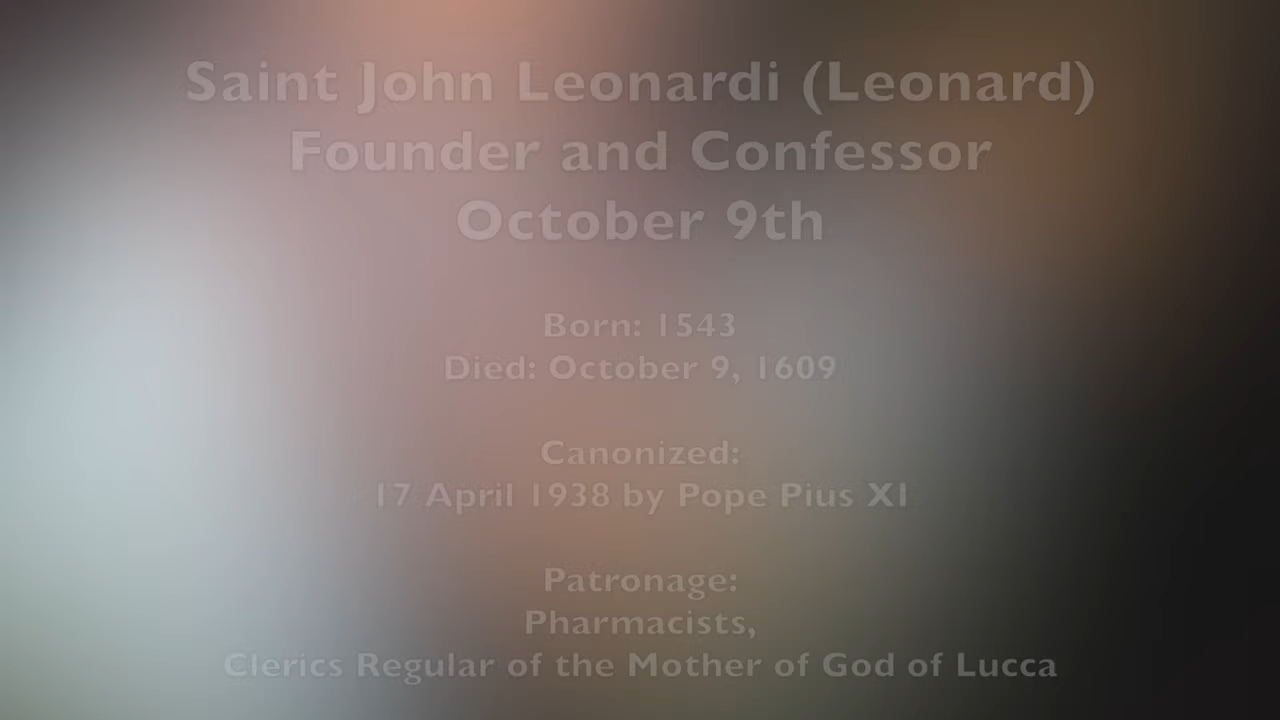 Saint John Leonardi (Leonard)
Founder and Confessor
October 9th
Born: 1543
Died: October 9, 1609
Canonized:
17 April 1938 by Pope Pius XI
Patronage:
Pharmacists,
Clerics Regular of the Mother of God of Lucca